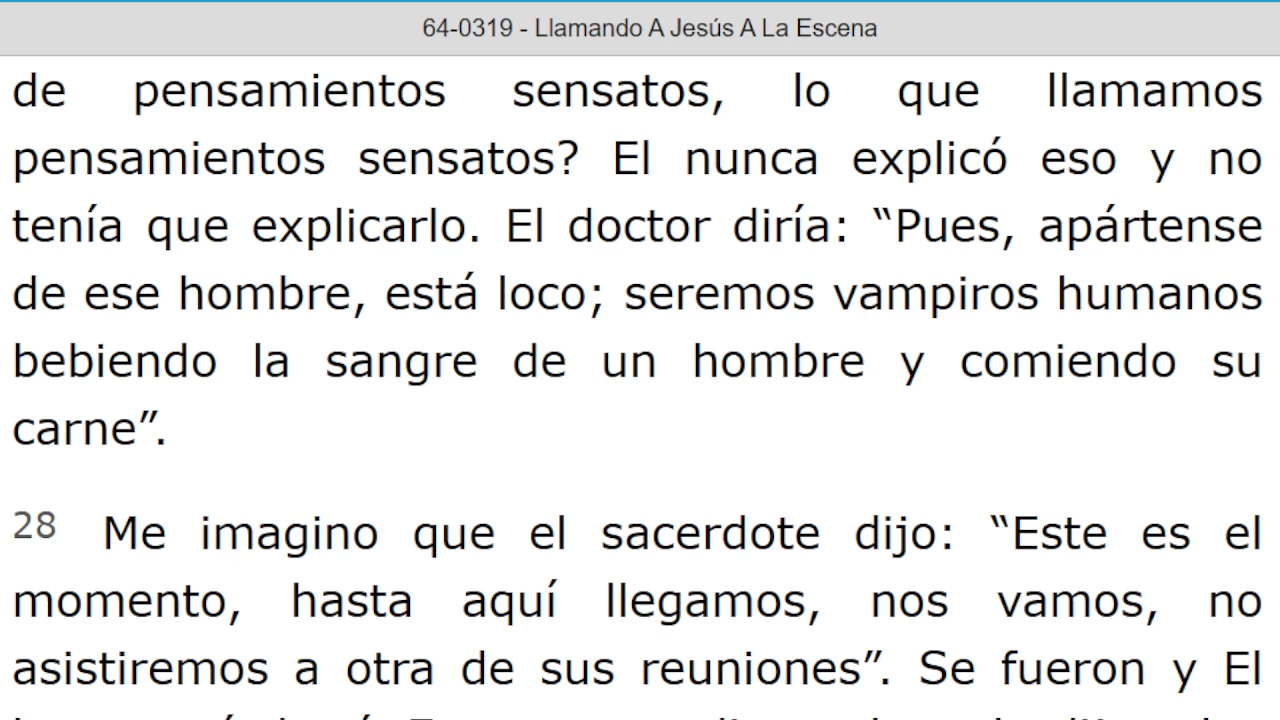 64-0319 - Llamando A Jesús A La Escena
de pensamientos sensatos, lo que llamamos
pensamientos sensatos? El nunca explicó eso y no
tenía que explicarlo. El doctor diría: “Pues, apártense
de ese hombre, está loco; seremos vampiros humanos
bebiendo la sangre de un hombre y comiendo su
carne”.
28 Me imagino que el sacerdote dijo: “Este es el
momento, hasta aquí llegamos, nos vamos, no
asistiremos a otra de sus reuniones”. Se fueron y El